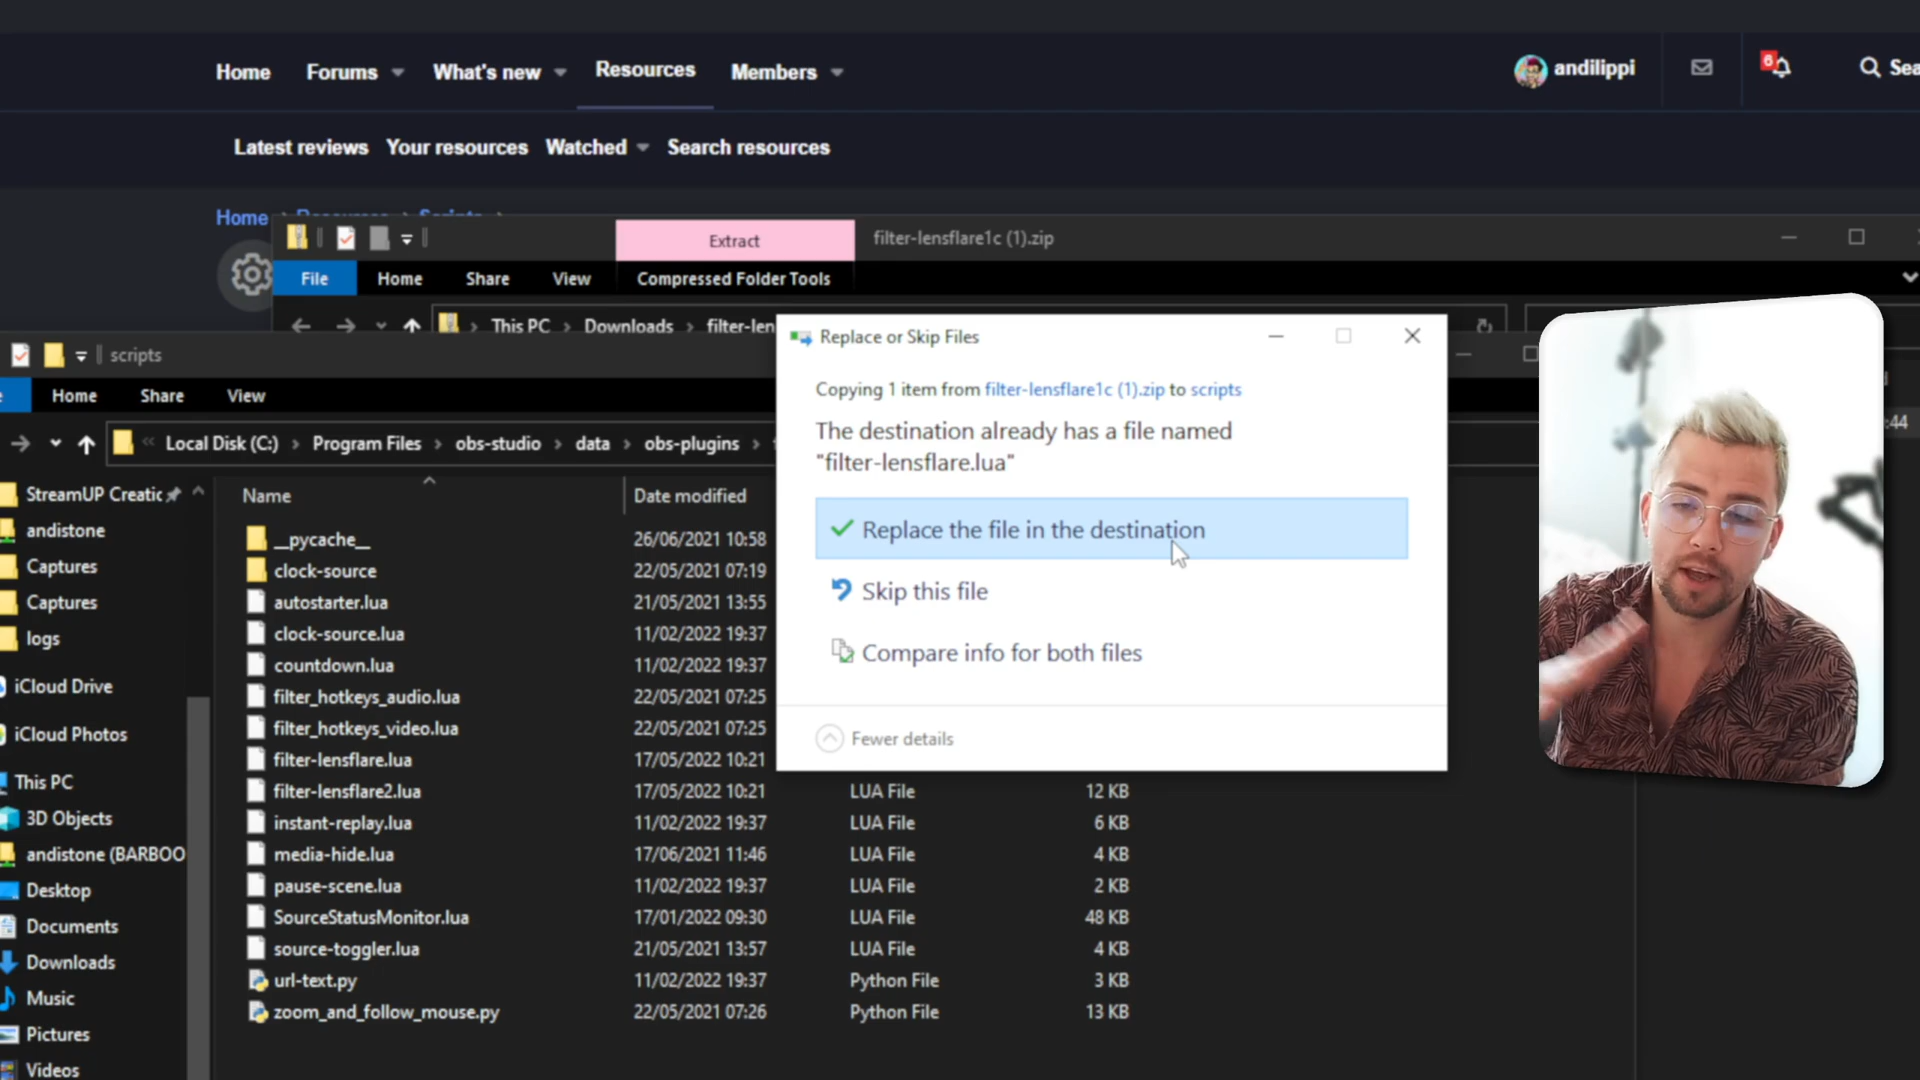 Home Forums What's new Resources Members andilippi 6
Latest reviews Your resources Watched Search resources
Home
Extract filter-lensflare1c (1).zip
File Home Share View Compressed Folder Tools
This PC Downloads
Replace or Skip Files
scripts
Copying 1 item from filter-lensflare1c (1).zip to scripts
Home Share View
The destination already has a file named
"filter-lensflare.lua"
Local Disk (C:) Program Files obs-studio data obs-plugins
Replace the file in the destination
Skip this file
Compare info for both files
Fewer details
Name Date modified
StreamUP Creatic
andistone
Captures
Captures
logs
iCloud Drive
iCloud Photos
This PC
3D Objects
andistone (BARBOO
Desktop
Documents
Downloads
Music
Pictures
Videos
__pycache__ 26/06/2021 10:58
clock-source 22/05/2021 07:19
autostarter.lua 21/05/2021 13:55
clock-source.lua 11/02/2022 19:37
countdown.lua 11/02/2022 19:37
filter_hotkeys_audio.lua 22/05/2021 07:25
filter_hotkeys_video.lua 22/05/2021 07:25
filter-lensflare.lua 17/05/2022 10:21
filter-lensflare2.lua 17/05/2022 10:21 LUA File 12 KB
instant-replay.lua 11/02/2022 19:37 LUA File 6 KB
media-hide.lua 17/06/2021 11:46 LUA File 4 KB
pause-scene.lua 11/02/2022 19:37 LUA File 2 KB
SourceStatusMonitor.lua 17/01/2022 09:30 LUA File 48 KB
source-toggler.lua 21/05/2021 13:57 LUA File 4 KB
url-text.py 11/02/2022 19:37 Python File 3 KB
zoom_and_follow_mouse.py 22/05/2021 07:26 Python File 13 KB